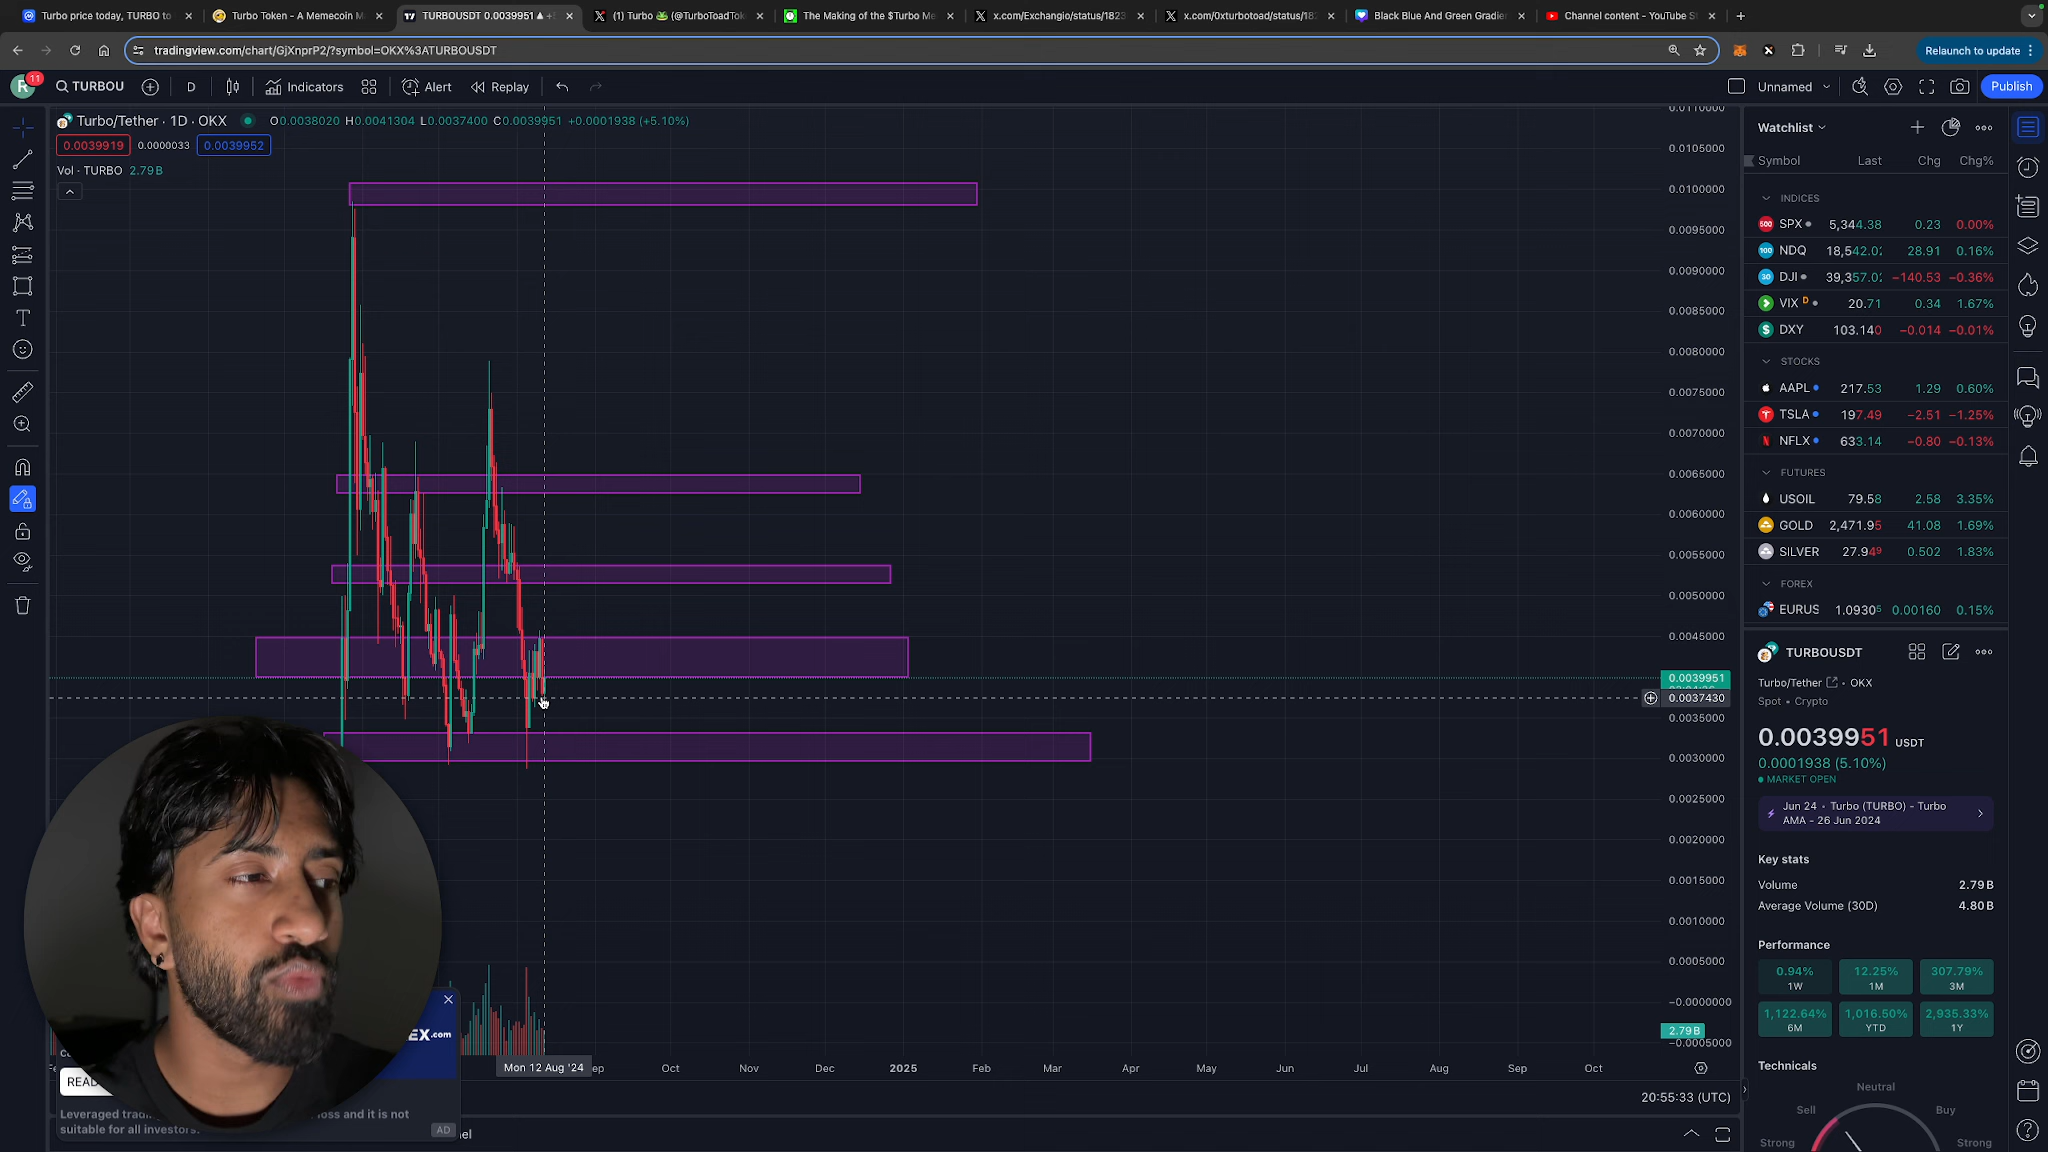 Turbo price today, TURBO to
Turbo Token - A Memecoin M
TURBOUSDT 0.0039951 ▲ +5
(1) Turbo 🐸 (@TurboToadTok
The Making of the $Turbo Me
x.com/Exchangio/status/1823
x.com/0xturbotoad/status/182
Black Blue And Green Gradie
Channel content - YouTube S
tradingview.com/chart/GjXnprP2/?symbol=OKX%3ATURBOUSDT
Relaunch to update
R 11 TURBOU D Indicators Alert Replay Unnamed Publish
Turbo/Tether · 1D · OKX O0.0038020 H0.0041304 L0.0037400 C0.0039951 +0.0001938 (+5.10%)
0.0039919 0.0000033 0.0039952
Vol · TURBO 2.79B
0.0110000
0.0105000
0.0100000
0.0095000
0.0090000
0.0085000
0.0080000
0.0075000
0.0070000
0.0065000
0.0060000
0.0055000
0.0050000
0.0045000
0.0039951
0.0037430
0.0035000
0.0030000
0.0025000
0.0020000
0.0015000
0.0010000
0.0005000
−0.0000000
2.79B
−0.0005000
Mon 12 Aug '24 Oct Nov Dec 2025 Feb Mar Apr May Jun Jul Aug Sep Oct
20:55:33 (UTC)
EX.com
READ
Leveraged trading
loss and it is not
suitable for all investors.
AD
Watchlist
Symbol Last Chg Chg%
INDICES
SPX 5,344.38 0.23 0.00%
NDQ 18,542.02 28.91 0.16%
DJI 39,357.02 −140.53 −0.36%
VIX D 20.71 0.34 1.67%
DXY 103.140 −0.014 −0.01%
STOCKS
AAPL 217.53 1.29 0.60%
TSLA 197.49 −2.51 −1.25%
NFLX 633.14 −0.80 −0.13%
FUTURES
USOIL 79.58 2.58 3.35%
GOLD 2,471.95 41.08 1.69%
SILVER 27.949 0.502 1.83%
FOREX
EURUS 1.09305 0.00160 0.15%
TURBOUSDT
Turbo/Tether · OKX
Spot · Crypto
0.0039951 USDT
0.0001938 (5.10%)
MARKET OPEN
Jun 24 · Turbo (TURBO) - Turbo
AMA - 26 Jun 2024
Key stats
Volume 2.79B
Average Volume (30D) 4.80B
Performance
0.94% 12.25% 307.79%
1W 1M 3M
1,122.64% 1,016.50% 2,935.33%
6M YTD 1Y
Technicals
Neutral
Sell Buy
Strong Strong